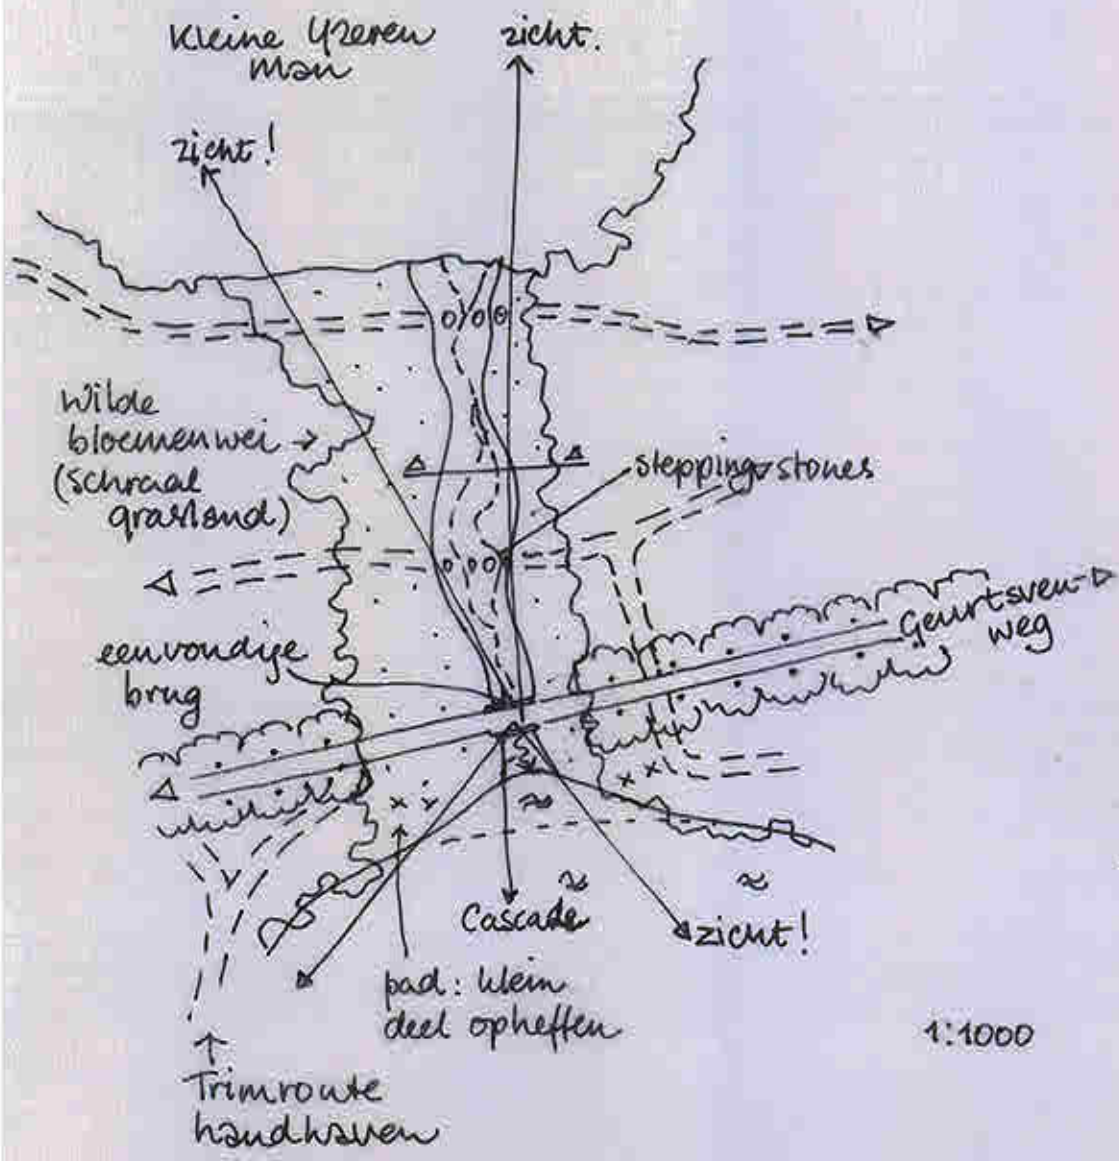 Kleine Yzeren
man
zicht.
zicht!
Wilde
bloemenwei
(schraal
grasland)
stepping stones
Geurtsven-
weg
eenvoudige
brug
Cascade
zicht!
pad: klein
deel opheffen
1:1000
Trimroute
handhaven